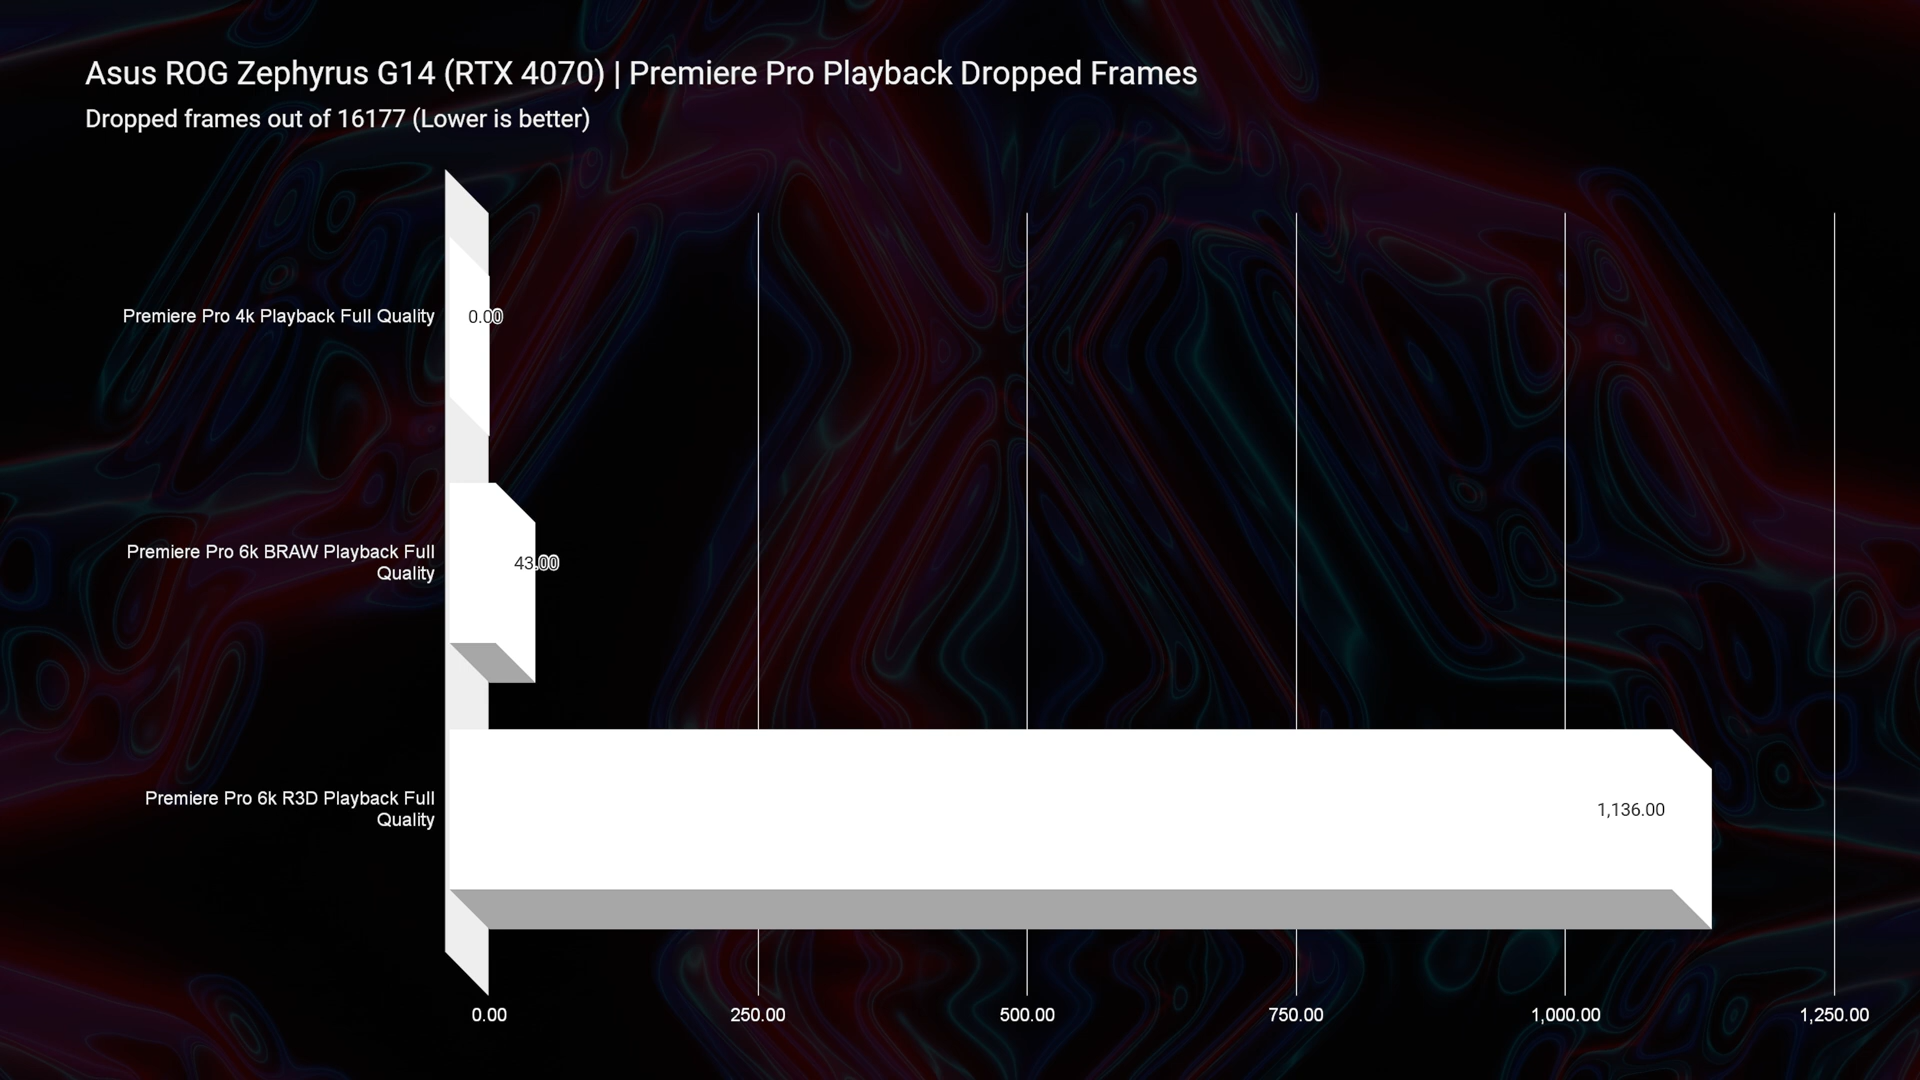 Asus ROG Zephyrus G14 (RTX 4070) | Premiere Pro Playback Dropped Frames
Dropped frames out of 16177 (Lower is better)
Premiere Pro 4k Playback Full Quality
0.00
Premiere Pro 6k BRAW Playback Full
Quality
43.00
Premiere Pro 6k R3D Playback Full
Quality
1,136.00
0.00
250.00
500.00
750.00
1,000.00
1,250.00